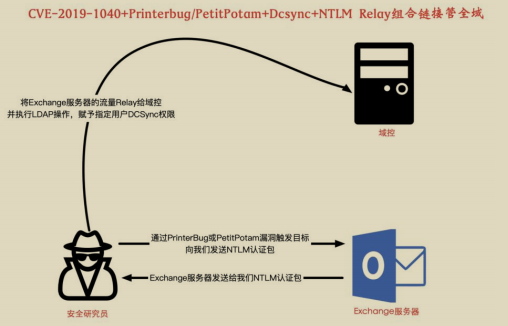 CVE-2019-1040+Printerbug/PetitPotam+Dcsync+NTLM Relay组合链接管全域
将Exchange服务器的流量Relay给域控
并执行LDAP操作，赋予指定用户DCSync权限
域控
通过PrinterBug或PetitPotam漏洞触发目标
向我们发送NTLM认证包
Exchange服务器发送给我们NTLM认证包
O
安全研究员
Exchange服务器